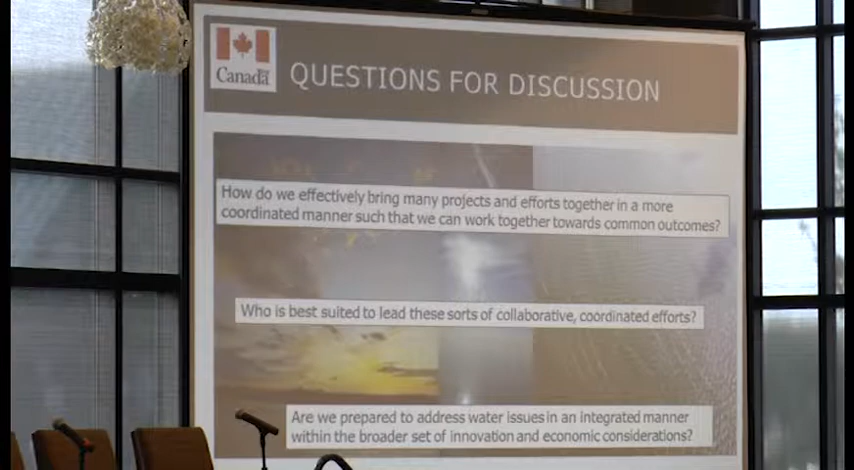 Canada
QUESTIONS FOR DISCUSSION
How do we effectively bring many projects and efforts together in a more
coordinated manner such that we can work together towards common outcomes?
Who is best suited to lead these sorts of collaborative, coordinated efforts?
Are we prepared to address water issues in an integrated manner
within the broader set of innovation and economic considerations?